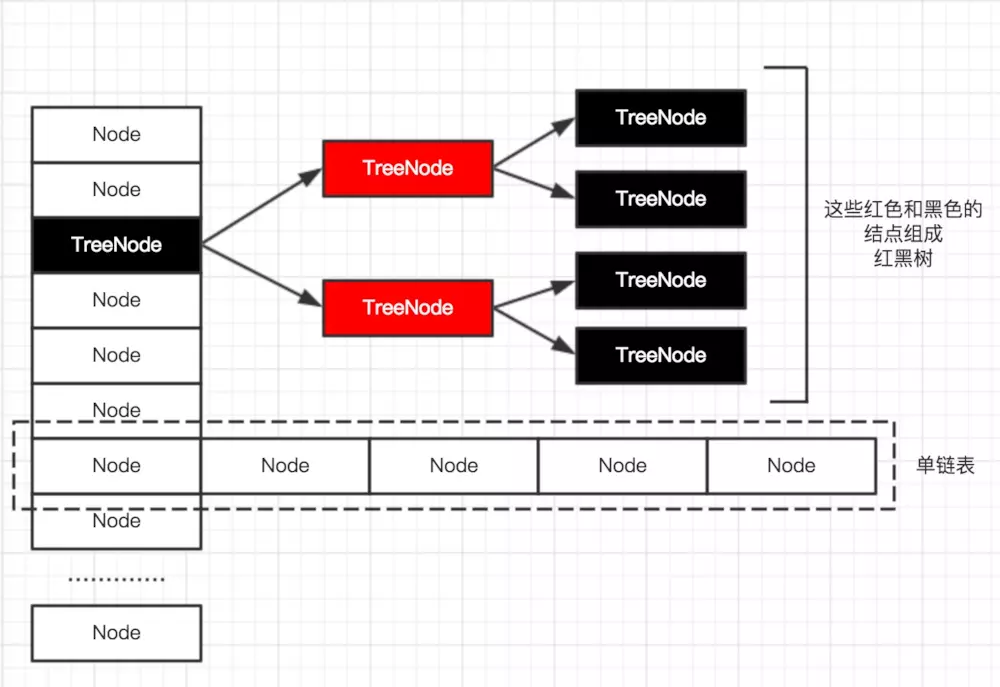 Node
Node
TreeNode
Node
Node
Node
Node
Node
Node
Node
Node
Node
…………
Node
TreeNode
TreeNode
TreeNode
TreeNode
TreeNode
TreeNode
这些红色和黑色的
结点组成
红黑树
单链表